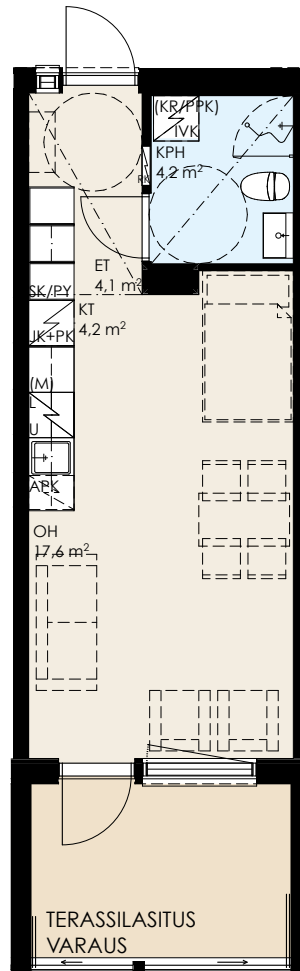 (KR/PPK)
IVK
KPH
4.2 m²
RK
ET
4,1 m²
SK/PY
KT
4,2 m²
JK+PK
(M)
L
U
APK
OH
17,6 m²
TERASSILASITUS
VARAUS